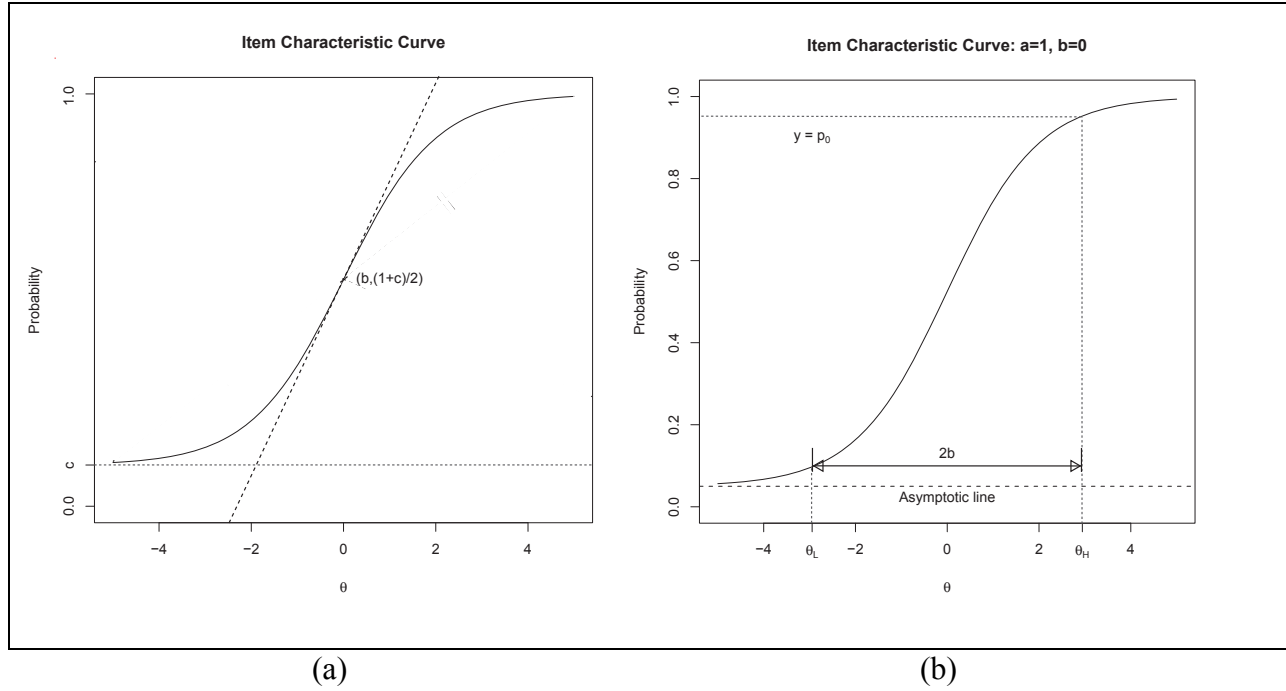 Item Characteristic Curve
1.0
Probability
(b,(1+c)/2)
c
0.0
−4 −2 0 2 4
θ
(a)
Item Characteristic Curve: a=1, b=0
1.0
y = p₀
0.8
0.6
Probability
0.4
0.2
2b
Asymptotic line
0.0
−4 θL −2 0 2 θH 4
θ
(b)